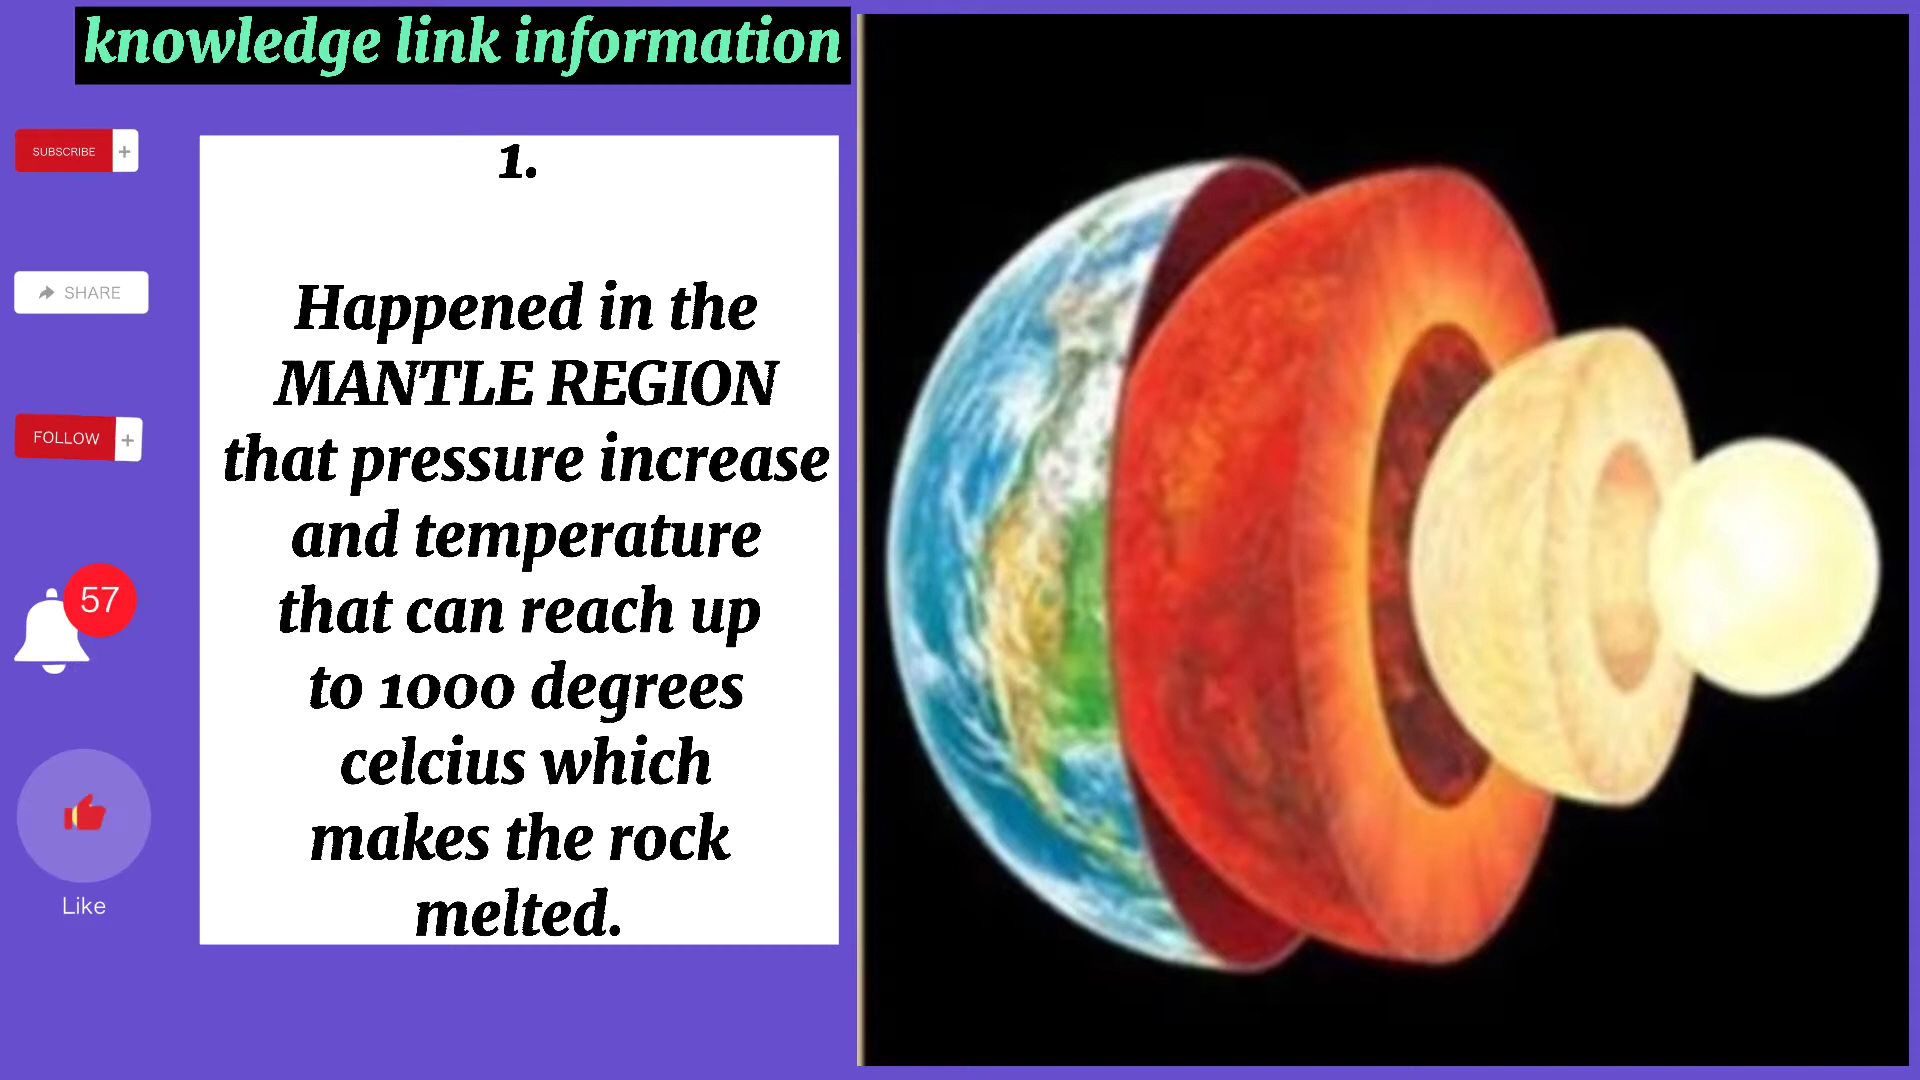 knowledge link information
SUBSCRIBE +
SHARE
FOLLOW +
57
Like
1.
Happened in the
MANTLE REGION
that pressure increase
and temperature
that can reach up
to 1000 degrees
celcius which
makes the rock
melted.